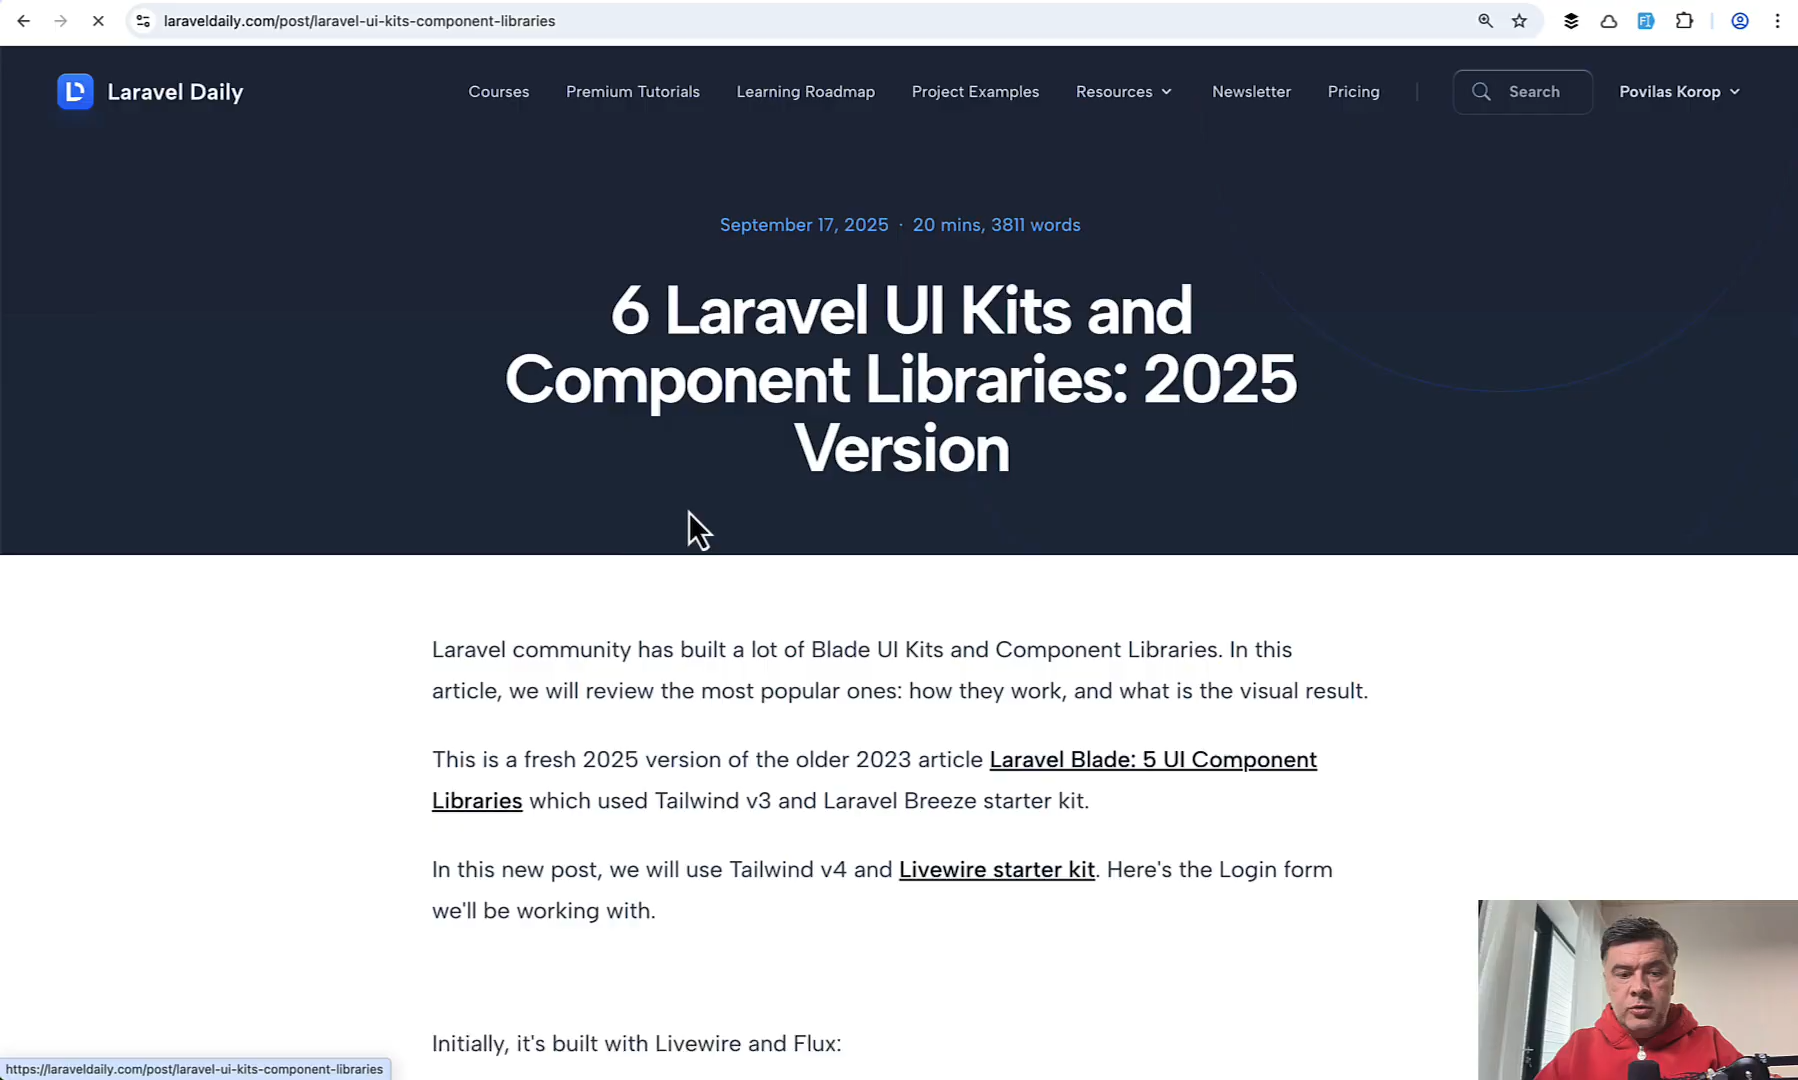 laraveldaily.com/post/laravel-ui-kits-component-libraries
Laravel Daily
Courses
Premium Tutorials
Learning Roadmap
Project Examples
Resources
Newsletter
Pricing
Search
Povilas Korop
September 17, 2025 · 20 mins, 3811 words
6 Laravel UI Kits and
Component Libraries: 2025
Version
Laravel community has built a lot of Blade UI Kits and Component Libraries. In this
article, we will review the most popular ones: how they work, and what is the visual result.
This is a fresh 2025 version of the older 2023 article Laravel Blade: 5 UI Component
Libraries which used Tailwind v3 and Laravel Breeze starter kit.
In this new post, we will use Tailwind v4 and Livewire starter kit. Here's the Login form
we'll be working with.
Initially, it's built with Livewire and Flux:
https://laraveldaily.com/post/laravel-ui-kits-component-libraries